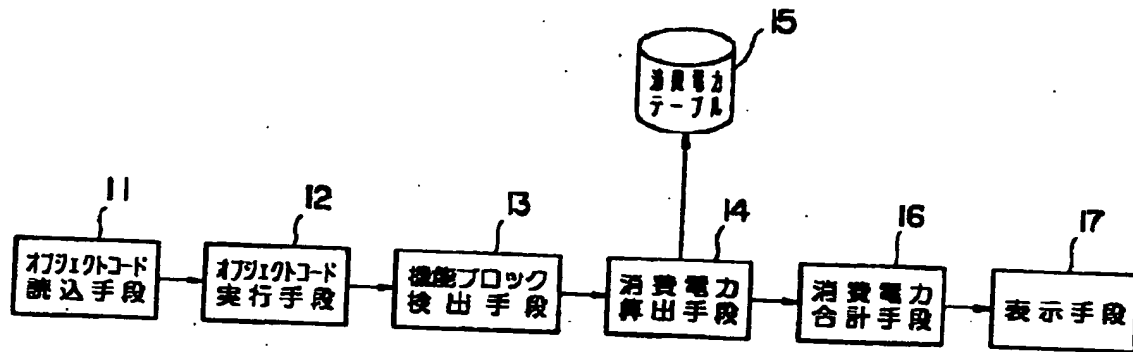 15
消費電力
テーブル
11
オブジェクトコード
読込手段
12
オブジェクトコード
実行手段
13
機能ブロック
検出手段
14
消費電力
算出手段
16
消費電力
合計手段
17
表示手段